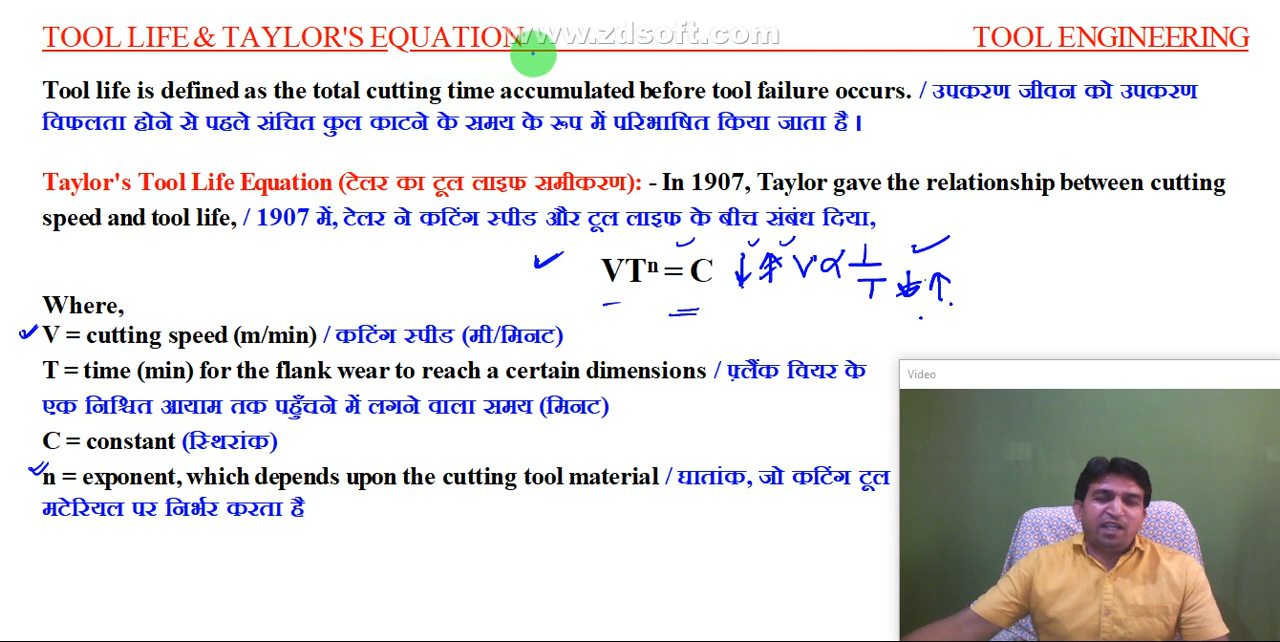 TOOL LIFE & TAYLOR'S EQUATION www.zdsoft.com TOOL ENGINEERING
Tool life is defined as the total cutting time accumulated before tool failure occurs. / उपकरण जीवन को उपकरण
विफलता होने से पहले संचित कुल काटने के समय के रूप में परिभाषित किया जाता है।
Taylor's Tool Life Equation (टेलर का टूल लाइफ समीकरण): - In 1907, Taylor gave the relationship between cutting
speed and tool life, / 1907 में, टेलर ने कटिंग स्पीड और टूल लाइफ के बीच संबंध दिया,
VTⁿ = C ↓ ↑ V ∝ 1/T ↓ ↑
Where,
V = cutting speed (m/min) / कटिंग स्पीड (मी/मिनट)
T = time (min) for the flank wear to reach a certain dimensions / फ़्लैंक वियर के
एक निश्चित आयाम तक पहुँचने में लगने वाला समय (मिनट)
C = constant (स्थिरांक)
n = exponent, which depends upon the cutting tool material / घातांक, जो कटिंग टूल
मटेरियल पर निर्भर करता है
Video